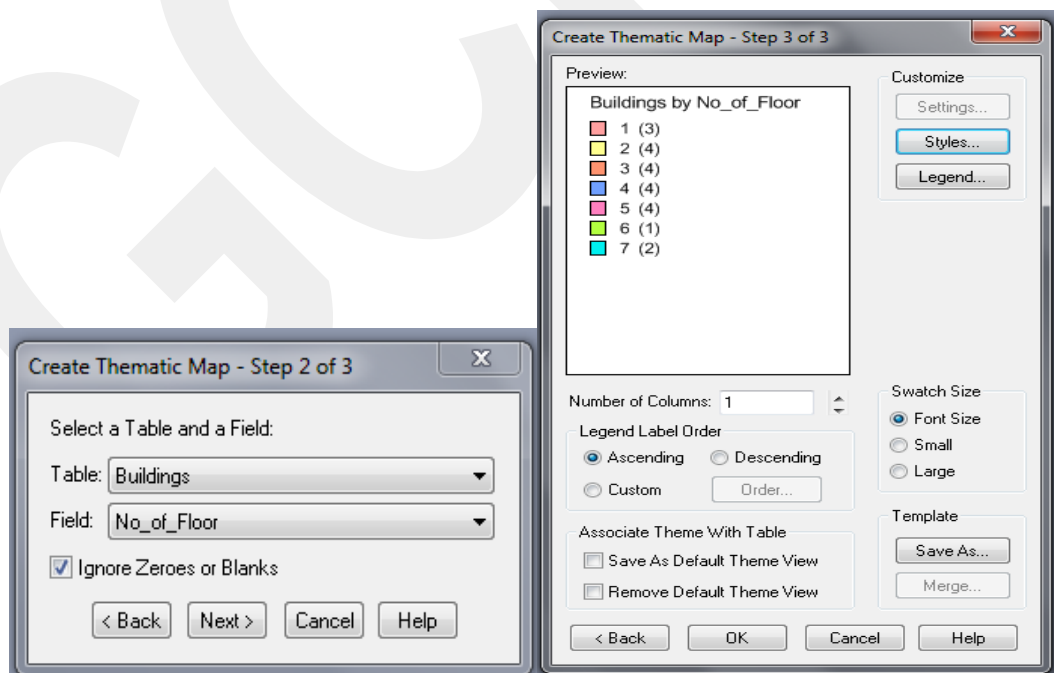 Create Thematic Map - Step 2 of 3
Select a Table and a Field:
Table: Buildings
Field: No_of_Floor
Ignore Zeroes or Blanks
< Back Next > Cancel Help
Create Thematic Map - Step 3 of 3
Preview:
Buildings by No_of_Floor
1 (3)
2 (4)
3 (4)
4 (4)
5 (4)
6 (1)
7 (2)
Customize
Settings...
Styles...
Legend...
Number of Columns: 1
Legend Label Order
Ascending Descending
Custom Order...
Swatch Size
Font Size
Small
Large
Associate Theme With Table
Save As Default Theme View
Remove Default Theme View
Template
Save As...
Merge...
< Back OK Cancel Help